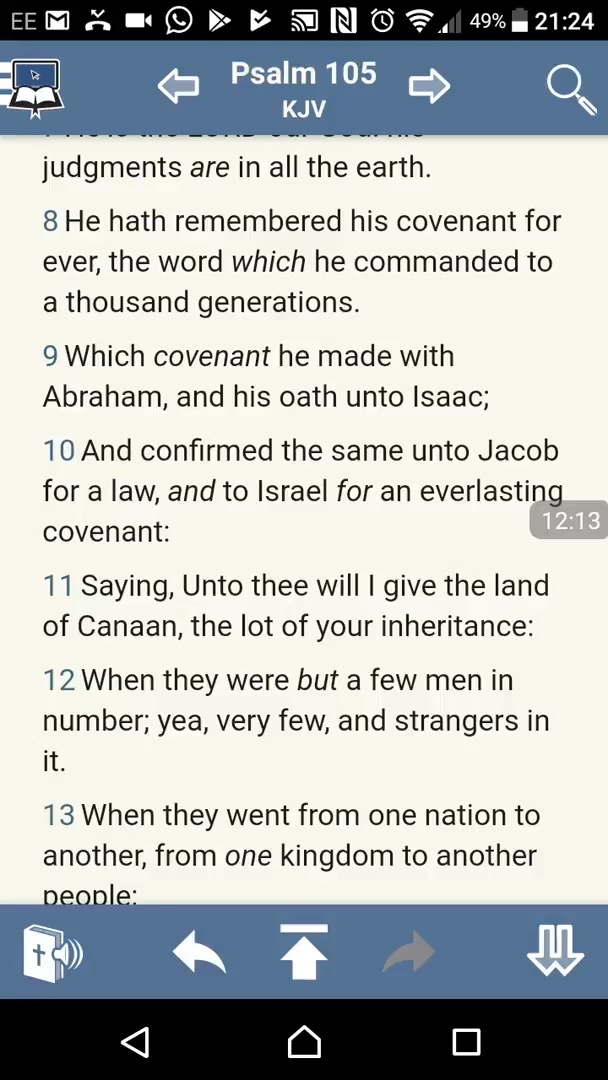 EE 49% 21:24
Psalm 105
KJV
judgments are in all the earth.
8 He hath remembered his covenant for
ever, the word which he commanded to
a thousand generations.
9 Which covenant he made with
Abraham, and his oath unto Isaac;
10 And confirmed the same unto Jacob
for a law, and to Israel for an everlasting
covenant:
12:13
11 Saying, Unto thee will I give the land
of Canaan, the lot of your inheritance:
12 When they were but a few men in
number; yea, very few, and strangers in
it.
13 When they went from one nation to
another, from one kingdom to another
people;